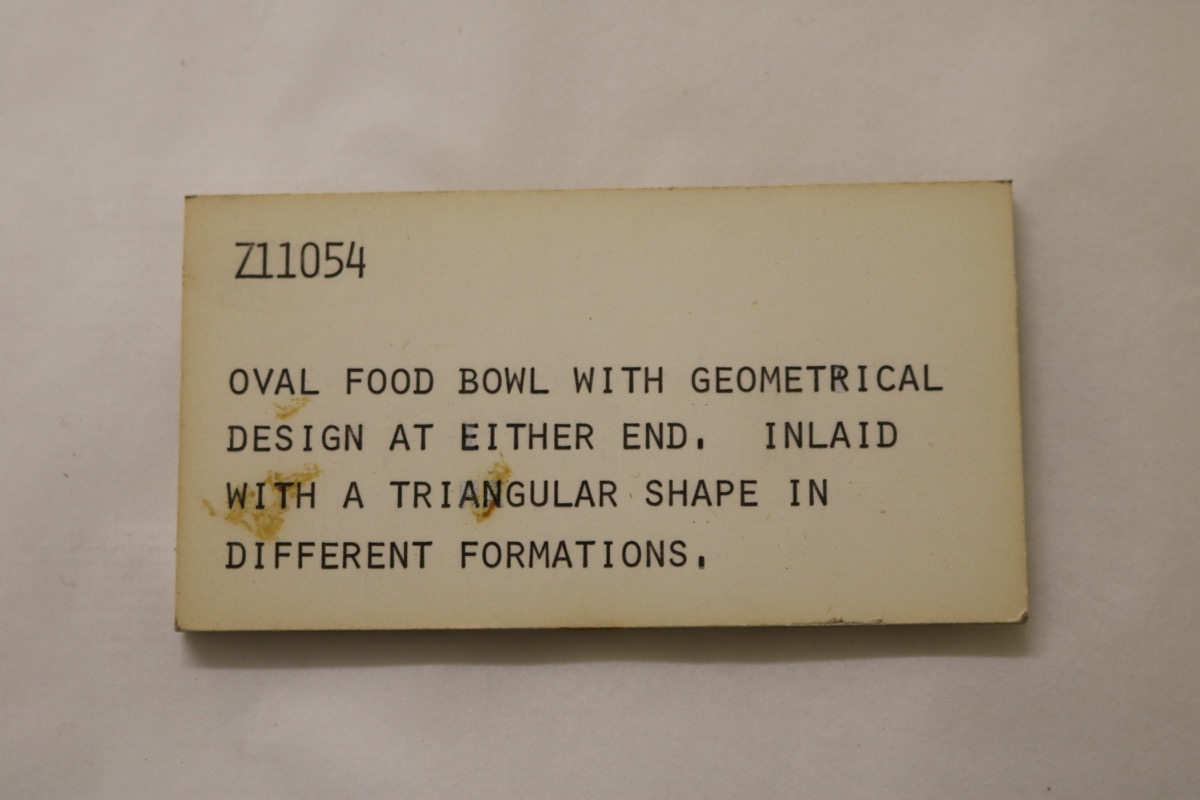 Z11054
OVAL FOOD BOWL WITH GEOMETRICAL
DESIGN AT EITHER END.  INLAID
WITH A TRIANGULAR SHAPE IN
DIFFERENT FORMATIONS.